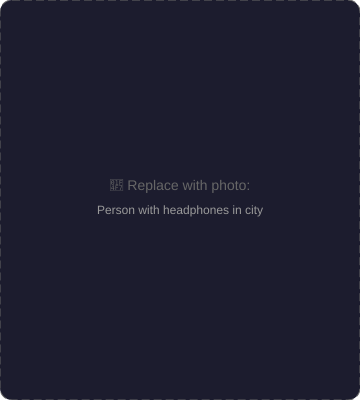 Replace with photo:
Person with headphones in city